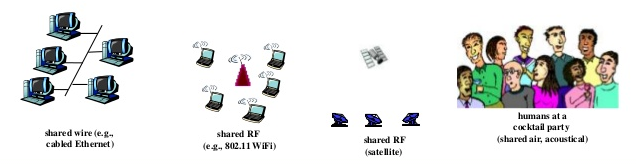 shared wire (e.g.,
cabled Ethernet)
shared RF
(e.g., 802.11 WiFi)
shared RF
(satellite)
humans at a
cocktail party
(shared air, acoustical)